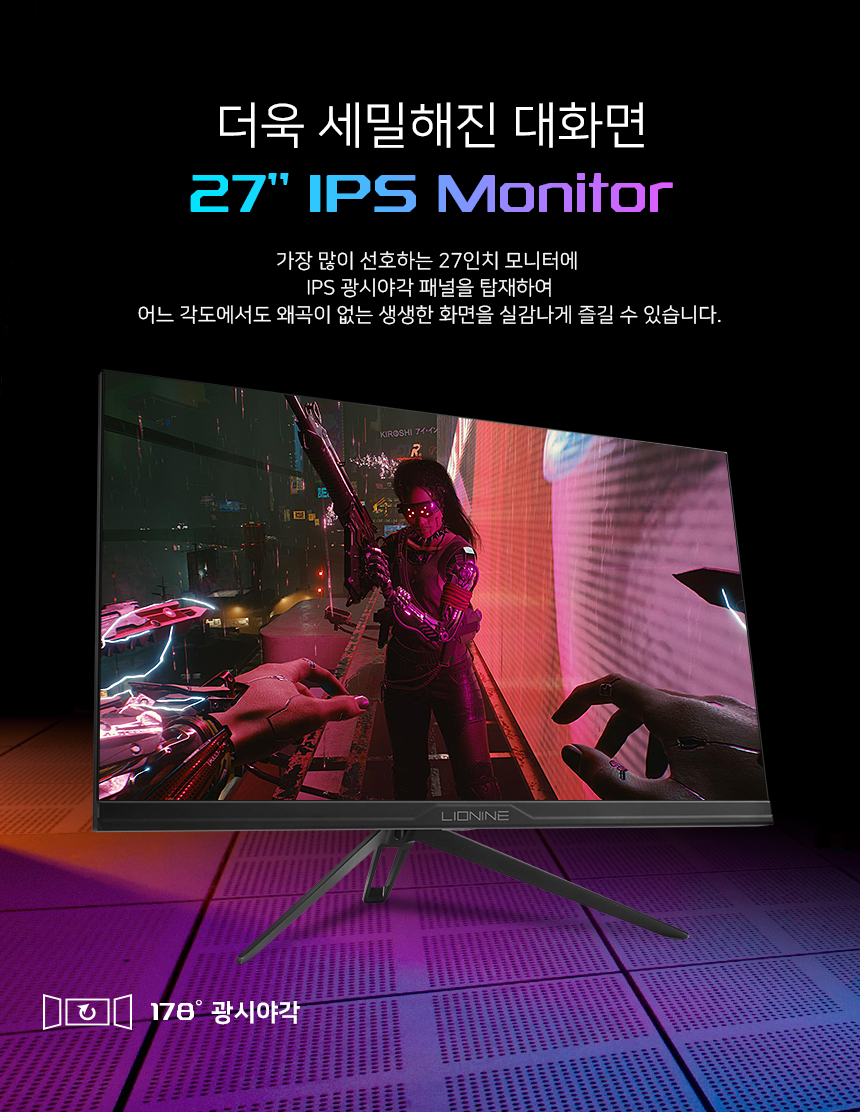 더욱 세밀해진 대화면
27" IPS Monitor
가장 많이 선호하는 27인치 모니터에
IPS 광시야각 패널을 탑재하여
어느 각도에서도 왜곡이 없는 생생한 화면을 실감나게 즐길 수 있습니다.
KIROSHI アイ・イン
R
LIONINE
178° 광시야각